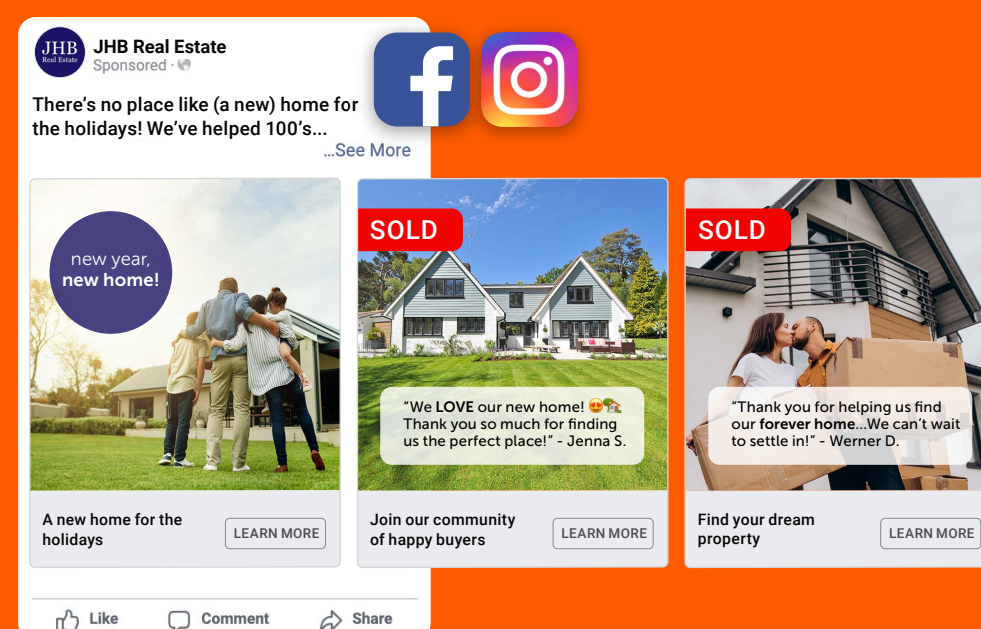 JHB
Real Estate
JHB Real Estate
Sponsored ·
There's no place like (a new) home for
the holidays! We've helped 100's...
...See More
new year,
new home!
SOLD
"We LOVE our new home! 😍🏡
Thank you so much for finding
us the perfect place!" - Jenna S.
SOLD
"Thank you for helping us find
our forever home...We can't wait
to settle in!" - Werner D.
A new home for the
holidays
LEARN MORE
Join our community
of happy buyers
LEARN MORE
Find your dream
property
LEARN MORE
Like
Comment
Share